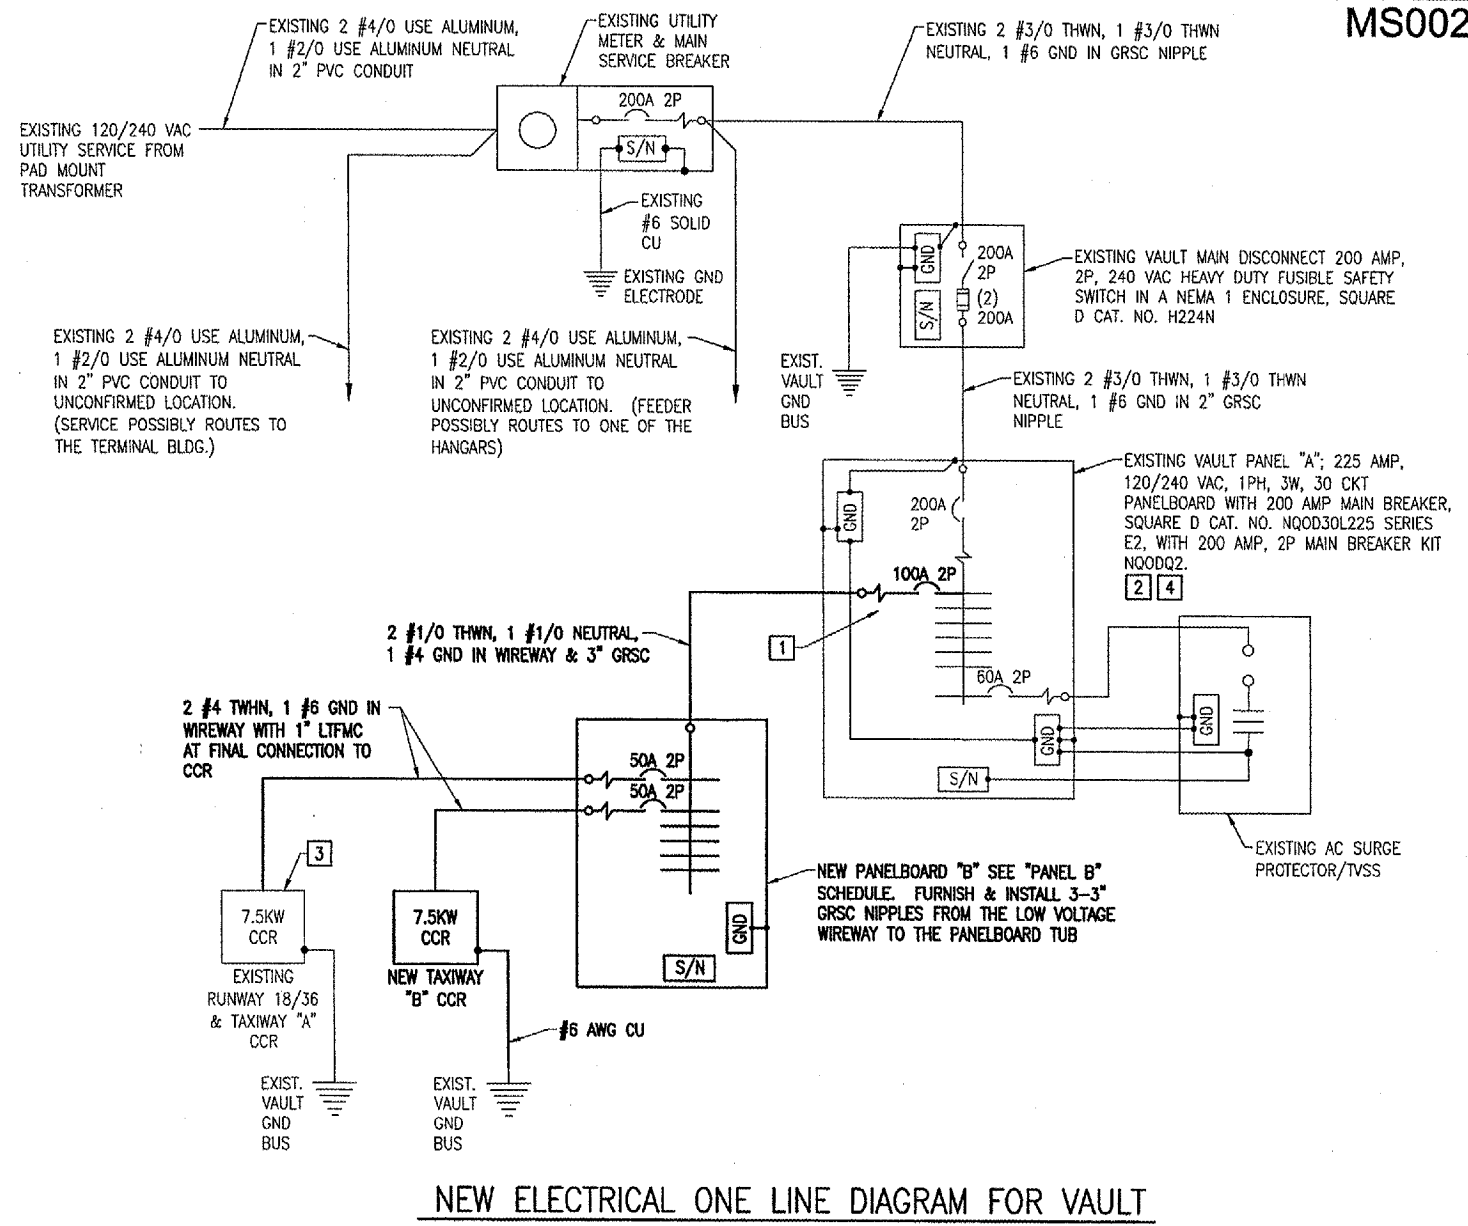 MS002
EXISTING 2 #4/0 USE ALUMINUM,
1 #2/0 USE ALUMINUM NEUTRAL
IN 2" PVC CONDUIT
EXISTING UTILITY
METER & MAIN
SERVICE BREAKER
EXISTING 2 #3/0 THWN, 1 #3/0 THWN
NEUTRAL, 1 #6 GND IN GRSC NIPPLE
EXISTING 120/240 VAC
UTILITY SERVICE FROM
PAD MOUNT
TRANSFORMER
200A 2P
S/N
EXISTING
#6 SOLID
CU
EXISTING GND
ELECTRODE
GND
200A
2P
(2)
200A
S/N
EXISTING VAULT MAIN DISCONNECT 200 AMP,
2P, 240 VAC HEAVY DUTY FUSIBLE SAFETY
SWITCH IN A NEMA 1 ENCLOSURE, SQUARE
D CAT. NO. H224N
EXISTING 2 #4/0 USE ALUMINUM,
1 #2/0 USE ALUMINUM NEUTRAL
IN 2" PVC CONDUIT TO
UNCONFIRMED LOCATION.
(SERVICE POSSIBLY ROUTES TO
THE TERMINAL BLDG.)
EXISTING 2 #4/0 USE ALUMINUM,
1 #2/0 USE ALUMINUM NEUTRAL
IN 2" PVC CONDUIT TO
UNCONFIRMED LOCATION. (FEEDER
POSSIBLY ROUTES TO ONE OF THE
HANGARS)
EXIST.
VAULT
GND
BUS
EXISTING 2 #3/0 THWN, 1 #3/0 THWN
NEUTRAL, 1 #6 GND IN 2" GRSC
NIPPLE
EXISTING VAULT PANEL "A"; 225 AMP,
120/240 VAC, 1PH, 3W, 30 CKT
PANELBOARD WITH 200 AMP MAIN BREAKER,
SQUARE D CAT. NO. NQOD30L225 SERIES
E2, WITH 200 AMP, 2P MAIN BREAKER KIT
NQODQ2.
2 4
GND
200A
2P
100A 2P
1
60A 2P
GND
S/N
GND
EXISTING AC SURGE
PROTECTOR/TVSS
2 #1/0 THWN, 1 #1/0 NEUTRAL,
1 #4 GND IN WIREWAY & 3" GRSC
2 #4 TWHN, 1 #6 GND IN
WIREWAY WITH 1" LTFMC
AT FINAL CONNECTION TO
CCR
50A 2P
50A 2P
GND
S/N
NEW PANELBOARD "B" SEE "PANEL B"
SCHEDULE. FURNISH & INSTALL 3-3"
GRSC NIPPLES FROM THE LOW VOLTAGE
WIREWAY TO THE PANELBOARD TUB
3
7.5KW
CCR
EXISTING
RUNWAY 18/36
& TAXIWAY "A"
CCR
7.5KW
CCR
NEW TAXIWAY
"B" CCR
#6 AWG CU
EXIST.
VAULT
GND
BUS
EXIST.
VAULT
GND
BUS
NEW ELECTRICAL ONE LINE DIAGRAM FOR VAULT